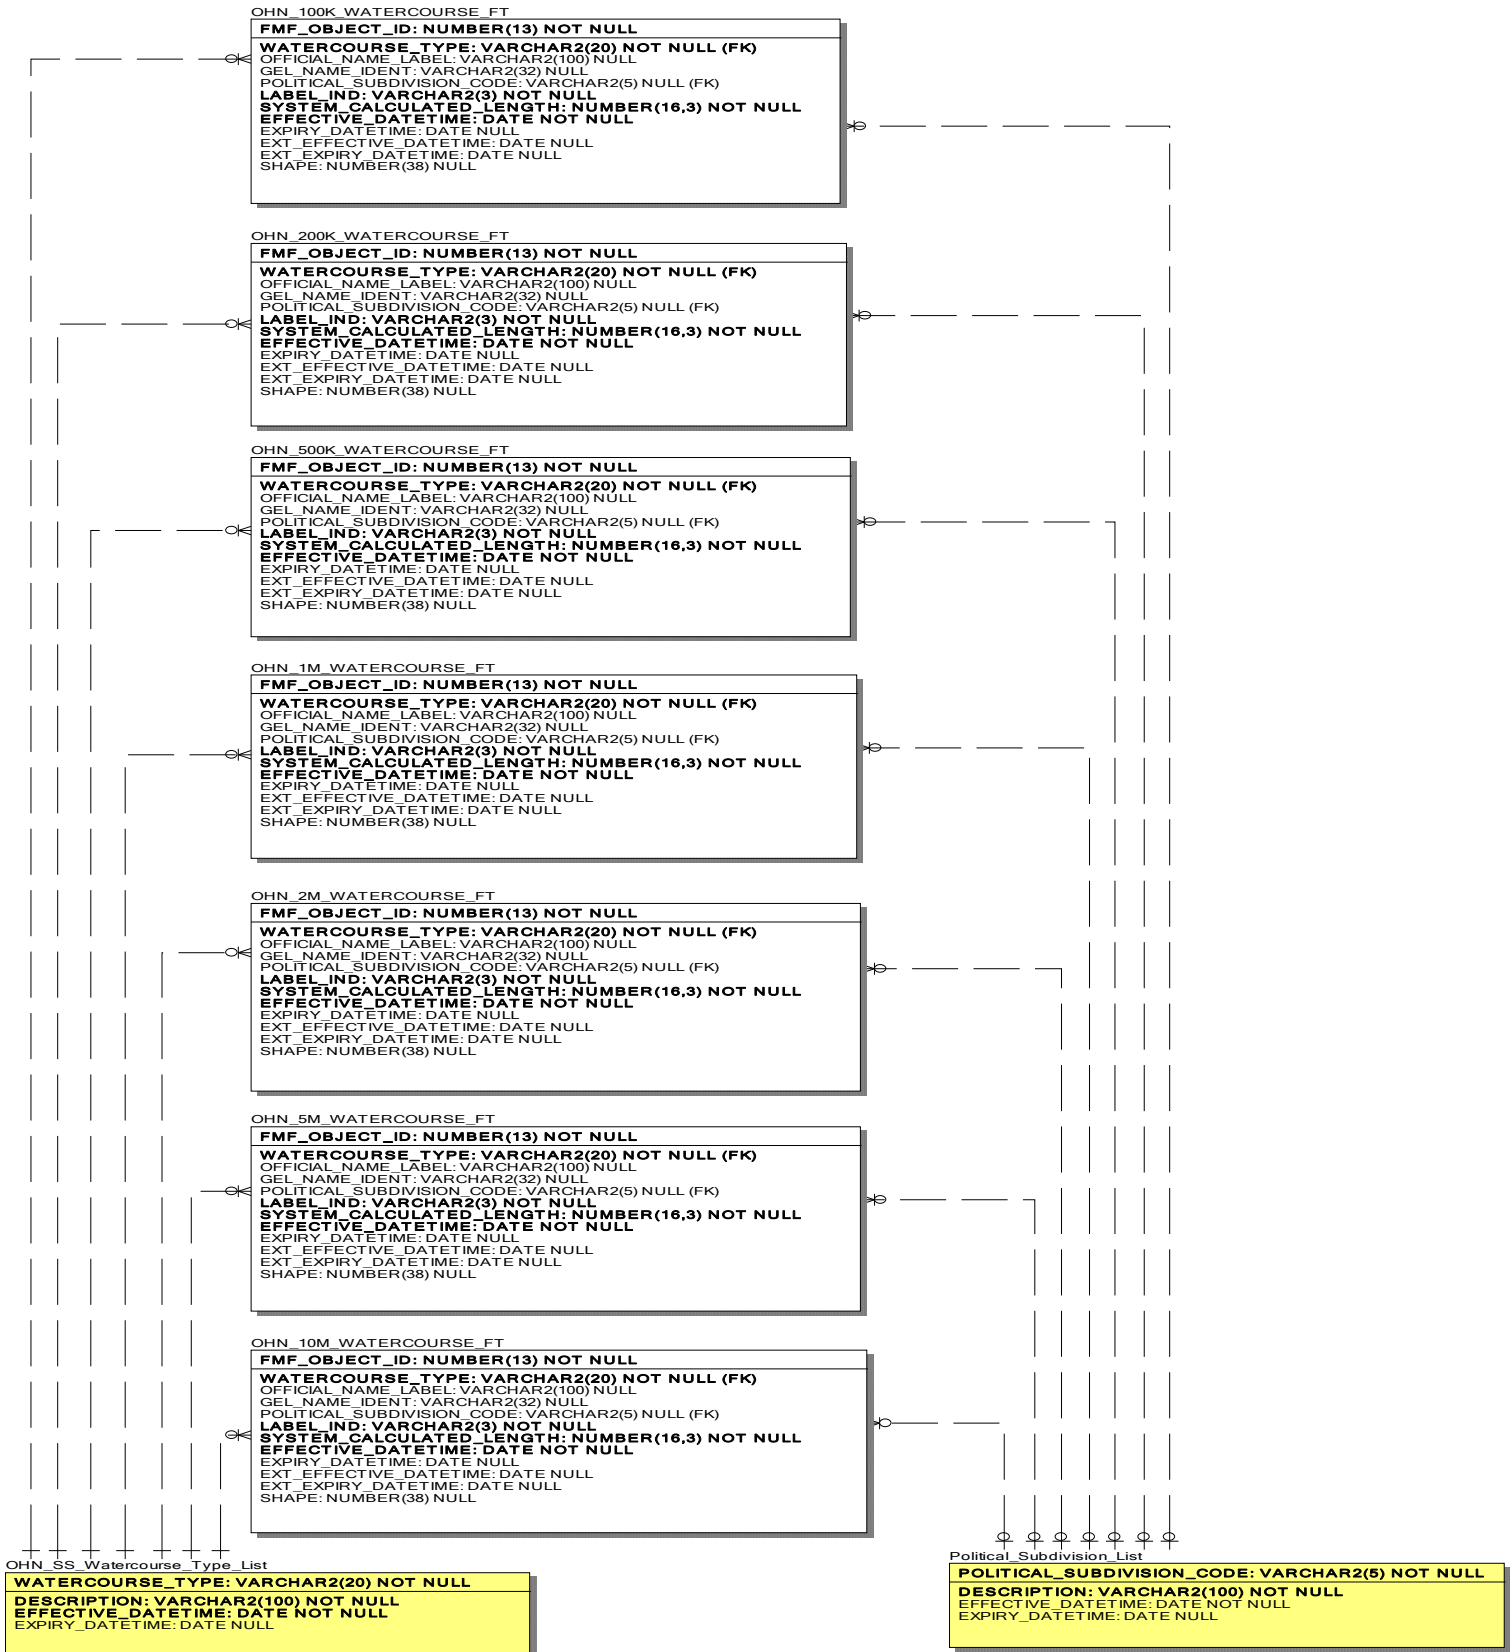 OHN_100K_WATERCOURSE_FT
FMF_OBJECT_ID: NUMBER(13) NOT NULL
WATERCOURSE_TYPE: VARCHAR2(20) NOT NULL (FK)
OFFICIAL_NAME_LABEL: VARCHAR2(100) NULL
GEL_NAME_IDENT: VARCHAR2(32) NULL
POLITICAL_SUBDIVISION_CODE: VARCHAR2(5) NULL (FK)
LABEL_IND: VARCHAR2(3) NOT NULL
SYSTEM_CALCULATED_LENGTH: NUMBER(16,3) NOT NULL
EFFECTIVE_DATETIME: DATE NOT NULL
EXPIRY_DATETIME: DATE NULL
EXT_EFFECTIVE_DATETIME: DATE NULL
EXT_EXPIRY_DATETIME: DATE NULL
SHAPE: NUMBER(38) NULL
OHN_200K_WATERCOURSE_FT
FMF_OBJECT_ID: NUMBER(13) NOT NULL
WATERCOURSE_TYPE: VARCHAR2(20) NOT NULL (FK)
OFFICIAL_NAME_LABEL: VARCHAR2(100) NULL
GEL_NAME_IDENT: VARCHAR2(32) NULL
POLITICAL_SUBDIVISION_CODE: VARCHAR2(5) NULL (FK)
LABEL_IND: VARCHAR2(3) NOT NULL
SYSTEM_CALCULATED_LENGTH: NUMBER(16,3) NOT NULL
EFFECTIVE_DATETIME: DATE NOT NULL
EXPIRY_DATETIME: DATE NULL
EXT_EFFECTIVE_DATETIME: DATE NULL
EXT_EXPIRY_DATETIME: DATE NULL
SHAPE: NUMBER(38) NULL
OHN_500K_WATERCOURSE_FT
FMF_OBJECT_ID: NUMBER(13) NOT NULL
WATERCOURSE_TYPE: VARCHAR2(20) NOT NULL (FK)
OFFICIAL_NAME_LABEL: VARCHAR2(100) NULL
GEL_NAME_IDENT: VARCHAR2(32) NULL
POLITICAL_SUBDIVISION_CODE: VARCHAR2(5) NULL (FK)
LABEL_IND: VARCHAR2(3) NOT NULL
SYSTEM_CALCULATED_LENGTH: NUMBER(16,3) NOT NULL
EFFECTIVE_DATETIME: DATE NOT NULL
EXPIRY_DATETIME: DATE NULL
EXT_EFFECTIVE_DATETIME: DATE NULL
EXT_EXPIRY_DATETIME: DATE NULL
SHAPE: NUMBER(38) NULL
OHN_1M_WATERCOURSE_FT
FMF_OBJECT_ID: NUMBER(13) NOT NULL
WATERCOURSE_TYPE: VARCHAR2(20) NOT NULL (FK)
OFFICIAL_NAME_LABEL: VARCHAR2(100) NULL
GEL_NAME_IDENT: VARCHAR2(32) NULL
POLITICAL_SUBDIVISION_CODE: VARCHAR2(5) NULL (FK)
LABEL_IND: VARCHAR2(3) NOT NULL
SYSTEM_CALCULATED_LENGTH: NUMBER(16,3) NOT NULL
EFFECTIVE_DATETIME: DATE NOT NULL
EXPIRY_DATETIME: DATE NULL
EXT_EFFECTIVE_DATETIME: DATE NULL
EXT_EXPIRY_DATETIME: DATE NULL
SHAPE: NUMBER(38) NULL
OHN_2M_WATERCOURSE_FT
FMF_OBJECT_ID: NUMBER(13) NOT NULL
WATERCOURSE_TYPE: VARCHAR2(20) NOT NULL (FK)
OFFICIAL_NAME_LABEL: VARCHAR2(100) NULL
GEL_NAME_IDENT: VARCHAR2(32) NULL
POLITICAL_SUBDIVISION_CODE: VARCHAR2(5) NULL (FK)
LABEL_IND: VARCHAR2(3) NOT NULL
SYSTEM_CALCULATED_LENGTH: NUMBER(16,3) NOT NULL
EFFECTIVE_DATETIME: DATE NOT NULL
EXPIRY_DATETIME: DATE NULL
EXT_EFFECTIVE_DATETIME: DATE NULL
EXT_EXPIRY_DATETIME: DATE NULL
SHAPE: NUMBER(38) NULL
OHN_5M_WATERCOURSE_FT
FMF_OBJECT_ID: NUMBER(13) NOT NULL
WATERCOURSE_TYPE: VARCHAR2(20) NOT NULL (FK)
OFFICIAL_NAME_LABEL: VARCHAR2(100) NULL
GEL_NAME_IDENT: VARCHAR2(32) NULL
POLITICAL_SUBDIVISION_CODE: VARCHAR2(5) NULL (FK)
LABEL_IND: VARCHAR2(3) NOT NULL
SYSTEM_CALCULATED_LENGTH: NUMBER(16,3) NOT NULL
EFFECTIVE_DATETIME: DATE NOT NULL
EXPIRY_DATETIME: DATE NULL
EXT_EFFECTIVE_DATETIME: DATE NULL
EXT_EXPIRY_DATETIME: DATE NULL
SHAPE: NUMBER(38) NULL
OHN_10M_WATERCOURSE_FT
FMF_OBJECT_ID: NUMBER(13) NOT NULL
WATERCOURSE_TYPE: VARCHAR2(20) NOT NULL (FK)
OFFICIAL_NAME_LABEL: VARCHAR2(100) NULL
GEL_NAME_IDENT: VARCHAR2(32) NULL
POLITICAL_SUBDIVISION_CODE: VARCHAR2(5) NULL (FK)
LABEL_IND: VARCHAR2(3) NOT NULL
SYSTEM_CALCULATED_LENGTH: NUMBER(16,3) NOT NULL
EFFECTIVE_DATETIME: DATE NOT NULL
EXPIRY_DATETIME: DATE NULL
EXT_EFFECTIVE_DATETIME: DATE NULL
EXT_EXPIRY_DATETIME: DATE NULL
SHAPE: NUMBER(38) NULL
OHN_SS_Watercourse_Type_List
WATERCOURSE_TYPE: VARCHAR2(20) NOT NULL
DESCRIPTION: VARCHAR2(100) NOT NULL
EFFECTIVE_DATETIME: DATE NOT NULL
EXPIRY_DATETIME: DATE NULL
Political_Subdivision_List
POLITICAL_SUBDIVISION_CODE: VARCHAR2(5) NOT NULL
DESCRIPTION: VARCHAR2(100) NOT NULL
EFFECTIVE_DATETIME: DATE NOT NULL
EXPIRY_DATETIME: DATE NULL